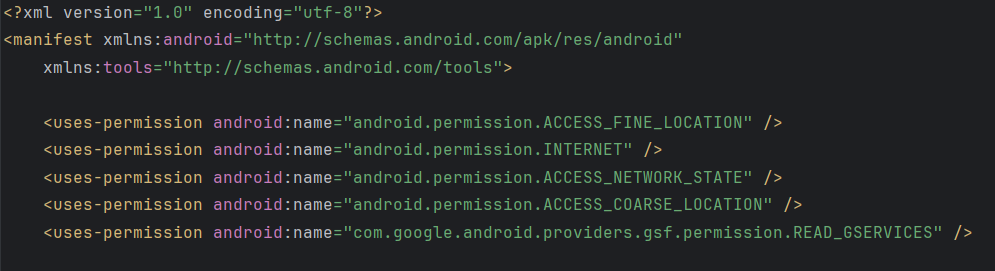 <?xml version="1.0" encoding="utf-8"?>
<manifest xmlns:android="http://schemas.android.com/apk/res/android"
xmlns:tools="http://schemas.android.com/tools">
<uses-permission android:name="android.permission.ACCESS_FINE_LOCATION" />
<uses-permission android:name="android.permission.INTERNET" />
<uses-permission android:name="android.permission.ACCESS_NETWORK_STATE" />
<uses-permission android:name="android.permission.ACCESS_COARSE_LOCATION" />
<uses-permission android:name="com.google.android.providers.gsf.permission.READ_GSERVICES" />